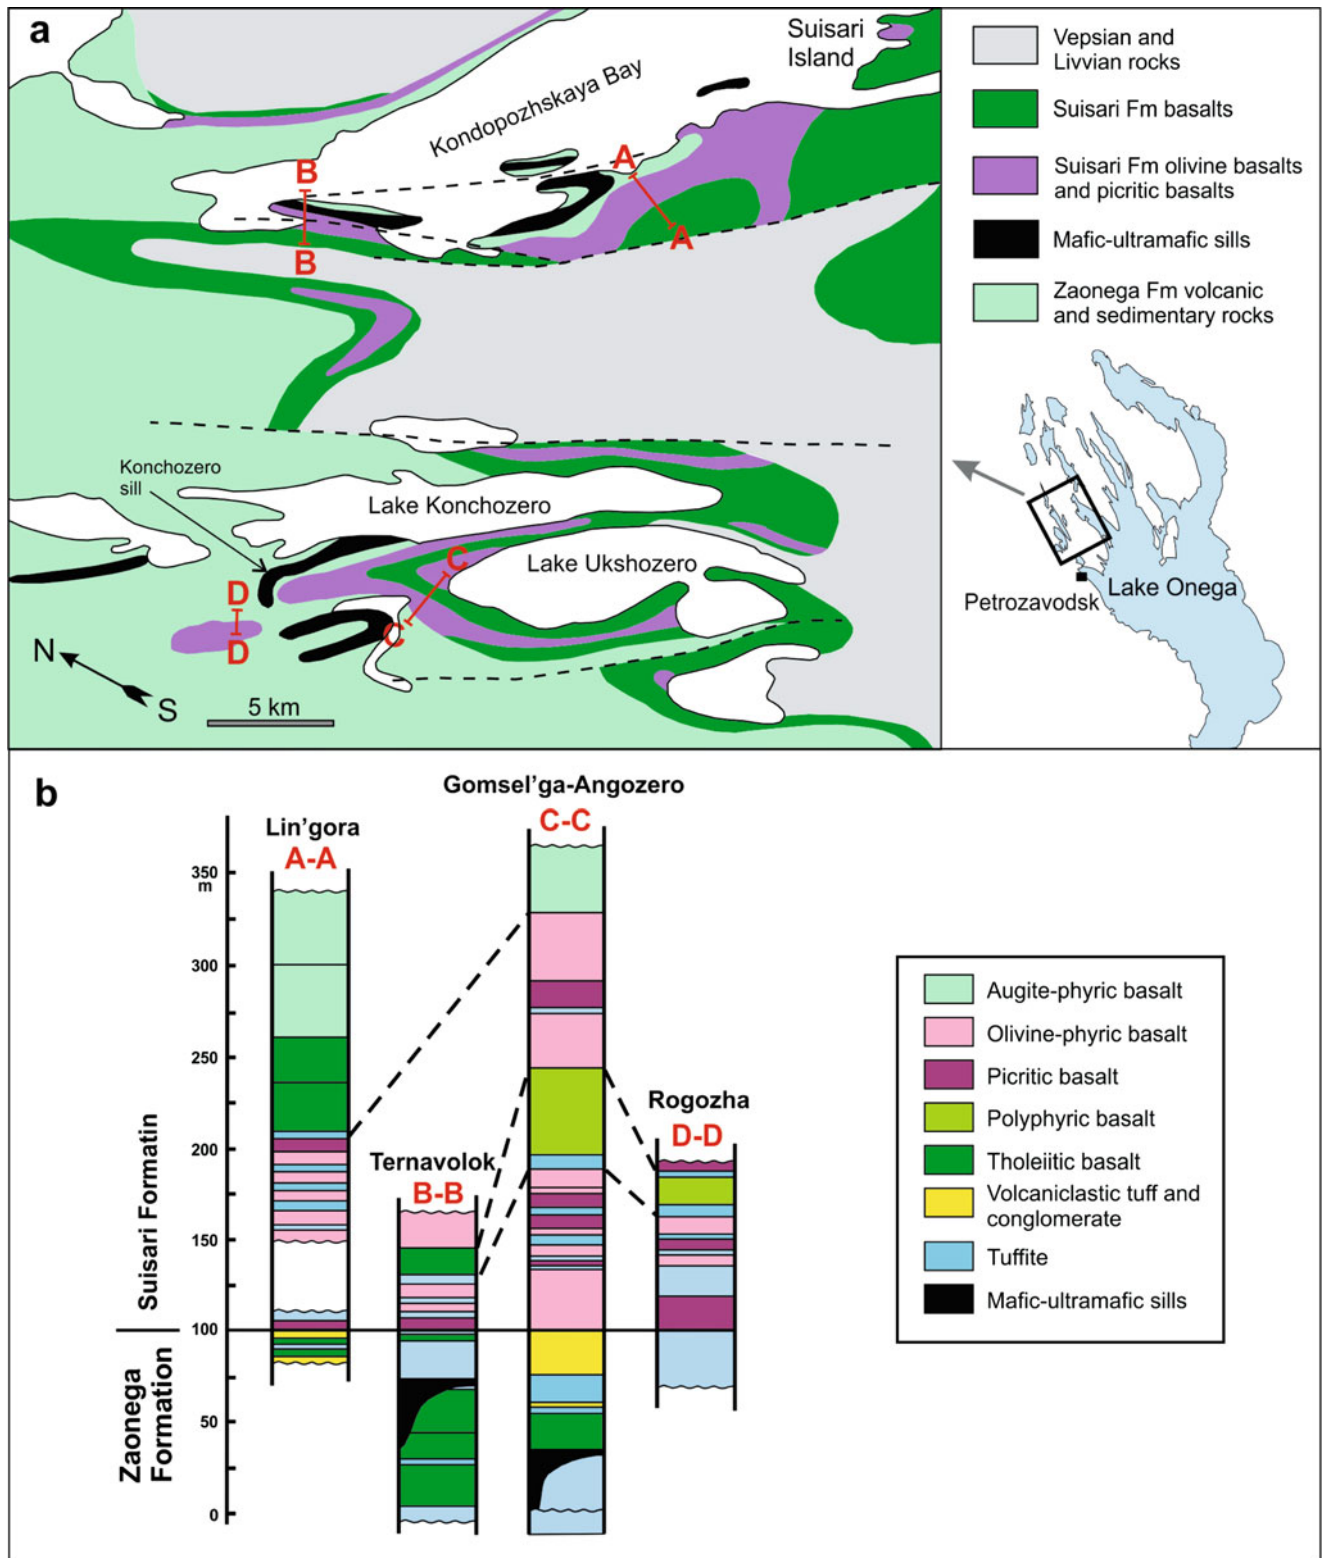 a
Suisari
Island
Kondopozhskaya Bay
B
B
A
A
Konchozero
sill
Lake Konchozero
Lake Ukshozero
C
C
D
D
N
S
5 km
Vepsian and
Livvian rocks
Suisari Fm basalts
Suisari Fm olivine basalts
and picritic basalts
Mafic-ultramafic sills
Zaonega Fm volcanic
and sedimentary rocks
Petrozavodsk
Lake Onega
b
Lin'gora
A-A
Ternavolok
B-B
Gomsel'ga-Angozero
C-C
Rogozha
D-D
350
m
300
250
200
150
100
50
0
Suisari Formatin
Zaonega
Formation
Augite-phyric basalt
Olivine-phyric basalt
Picritic basalt
Polyphyric basalt
Tholeiitic basalt
Volcaniclastic tuff and
conglomerate
Tuffite
Mafic-ultramafic sills